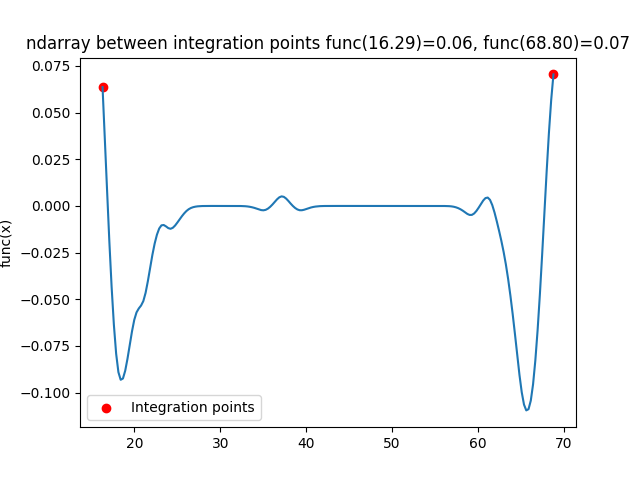 ndarray between integration points func(16.29)=0.06, func(68.80)=0.07
0.075
0.050
0.025
0.000
−0.025
−0.050
−0.075
−0.100
func(x)
Integration points
20 30 40 50 60 70